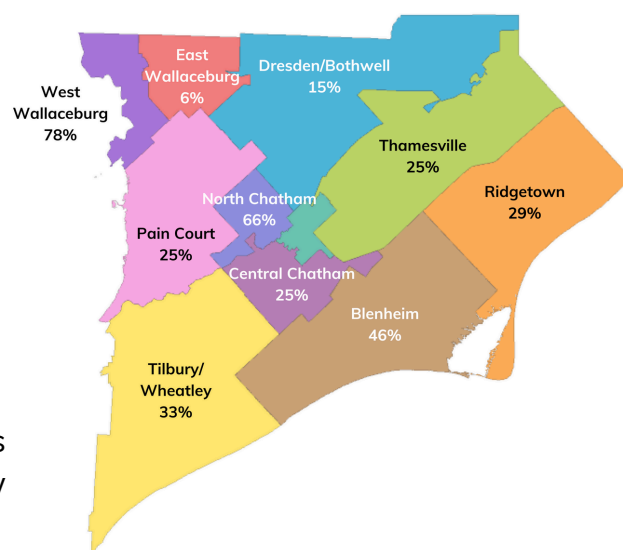 East
Wallaceburg
6%
Dresden/Bothwell
15%
West
Wallaceburg
78%
Thamesville
25%
Ridgetown
29%
North Chatham
66%
Pain Court
25%
Central Chatham
25%
Blenheim
46%
Tilbury/
Wheatley
33%
s